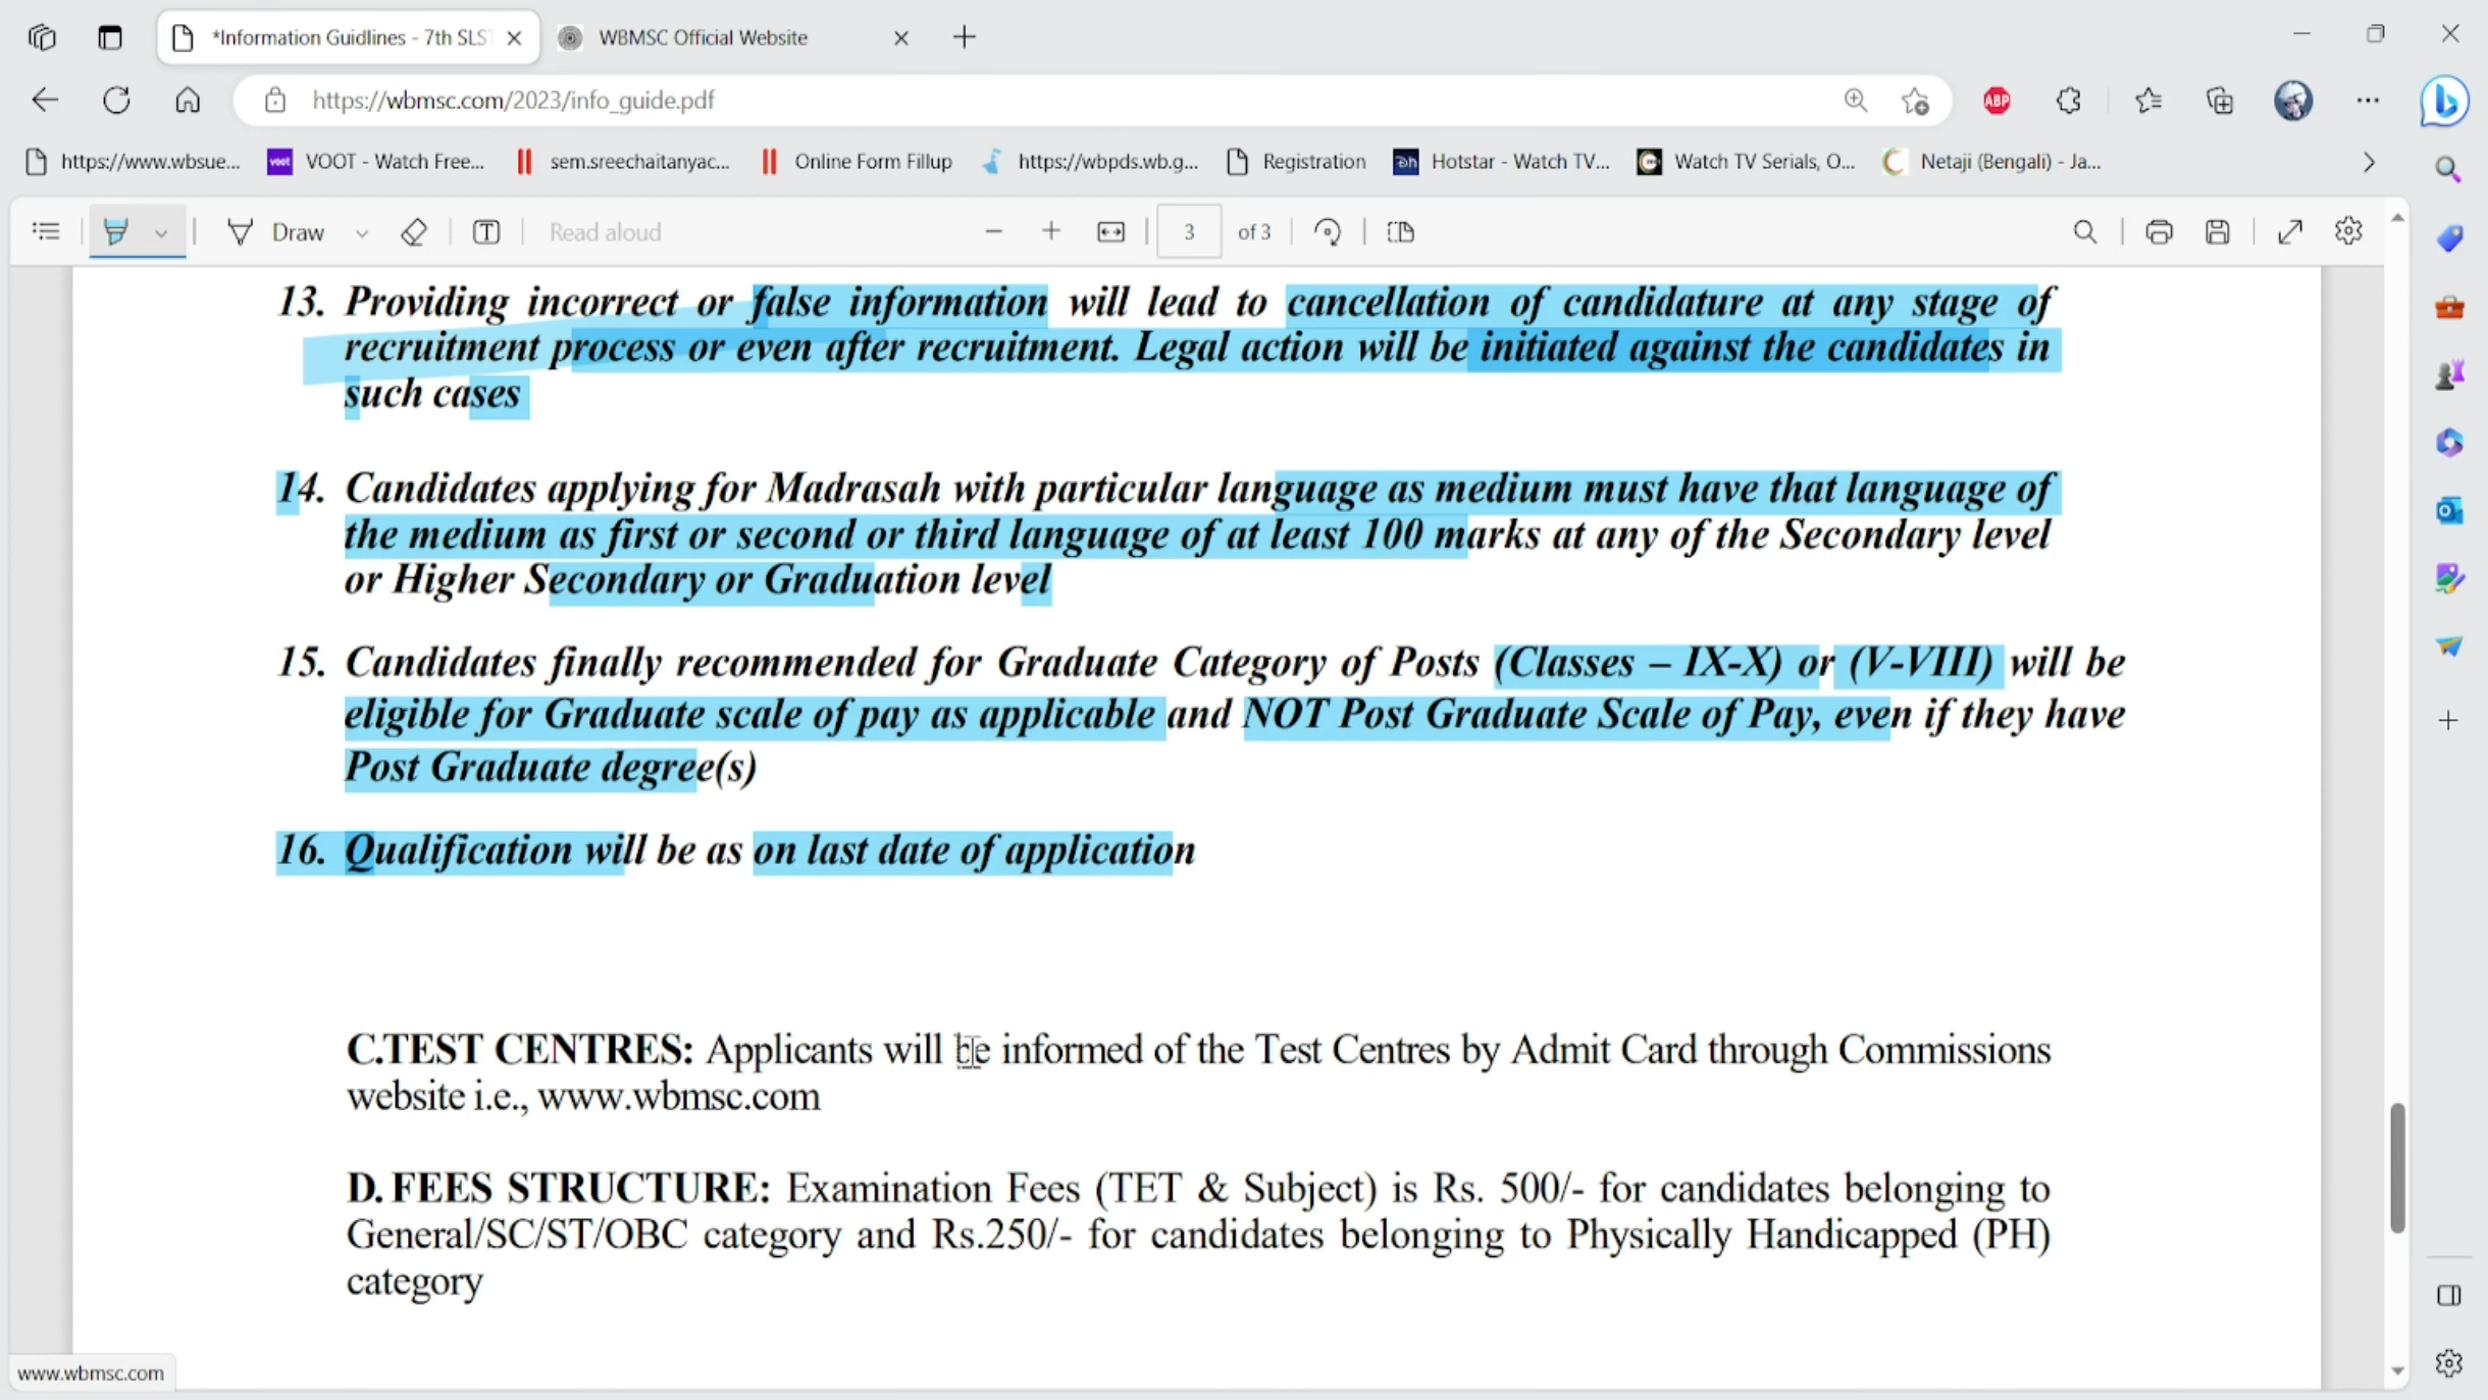 *Information Guidlines - 7th SLST
WBMSC Official Website
https://wbmsc.com/2023/info_guide.pdf
ABP
https://www.wbsue...
voot
VOOT - Watch Free...
sem.sreechaitanyac...
Online Form Fillup
https://wbpds.wb.g...
Registration
Hotstar - Watch TV...
Watch TV Serials, O...
Netaji (Bengali) - Ja...
Draw
Read aloud
3 of 3
13. Providing incorrect or false information will lead to cancellation of candidature at any stage of
recruitment process or even after recruitment. Legal action will be initiated against the candidates in
such cases
14. Candidates applying for Madrasah with particular language as medium must have that language of
the medium as first or second or third language of at least 100 marks at any of the Secondary level
or Higher Secondary or Graduation level
15. Candidates finally recommended for Graduate Category of Posts (Classes – IX-X) or (V-VIII) will be
eligible for Graduate scale of pay as applicable and NOT Post Graduate Scale of Pay, even if they have
Post Graduate degree(s)
16. Qualification will be as on last date of application
C.TEST CENTRES: Applicants will be informed of the Test Centres by Admit Card through Commissions
website i.e., www.wbmsc.com
D. FEES STRUCTURE: Examination Fees (TET & Subject) is Rs. 500/- for candidates belonging to
General/SC/ST/OBC category and Rs.250/- for candidates belonging to Physically Handicapped (PH)
category
www.wbmsc.com